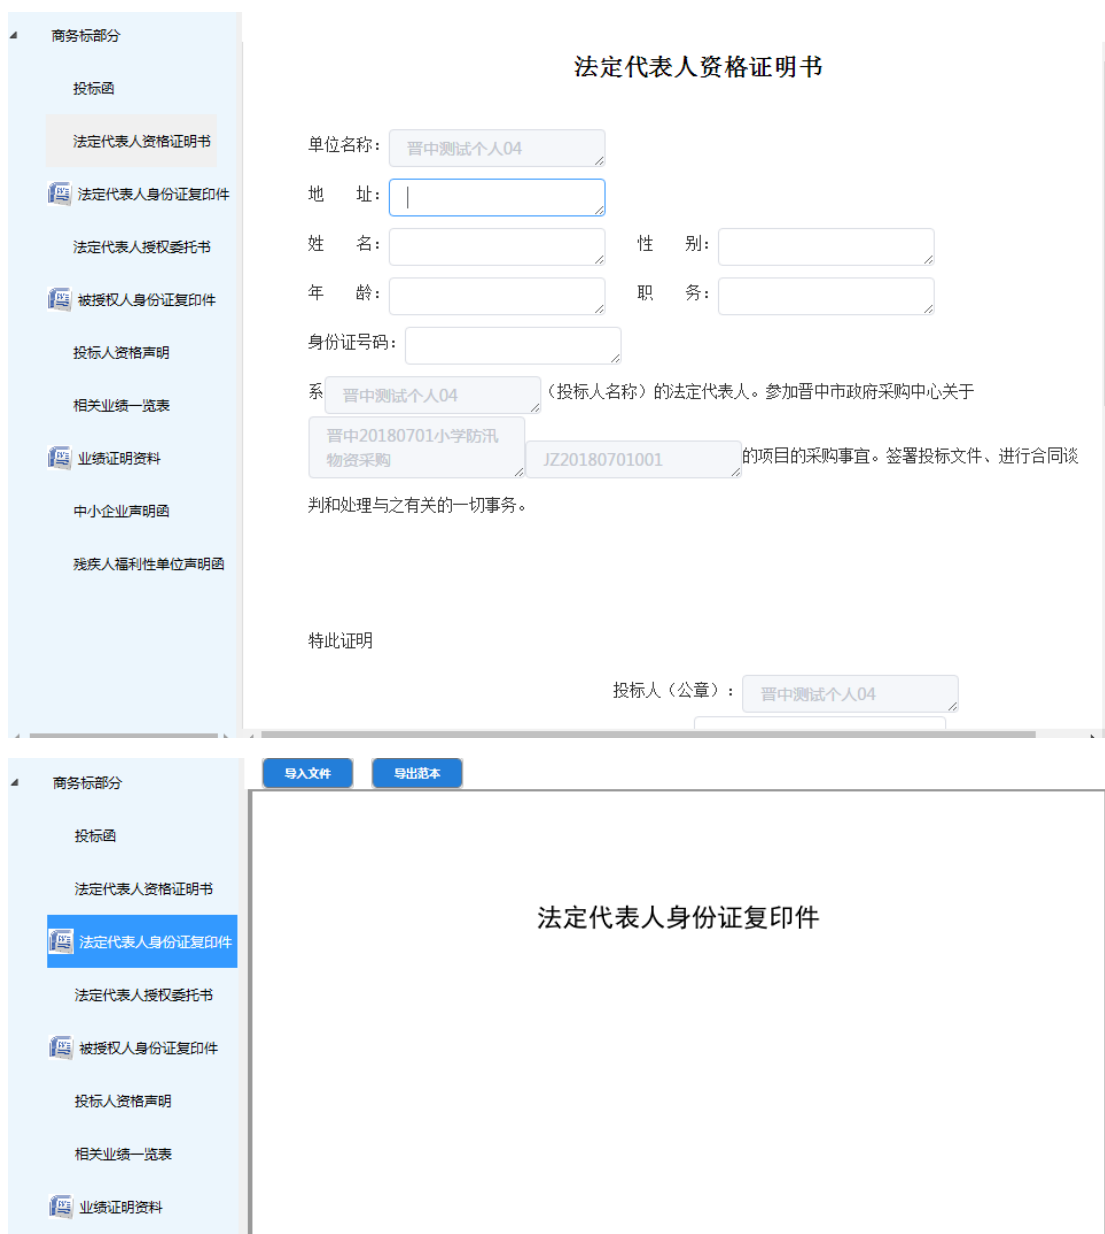 商务标部分
投标函
法定代表人资格证明书
法定代表人身份证复印件
法定代表人授权委托书
被授权人身份证复印件
投标人资格声明
相关业绩一览表
业绩证明资料
中小企业声明函
残疾人福利性单位声明函
法定代表人资格证明书
单位名称： 晋中测试个人04
地 址：
姓 名： 性 别：
年 龄： 职 务：
身份证号码：
系 晋中测试个人04 （投标人名称）的法定代表人。参加晋中市政府采购中心关于
晋中20180701小学防汛
物资采购 JZ20180701001 的项目的采购事宜。签署投标文件、进行合同谈
判和处理与之有关的一切事务。
特此证明
投标人（公章）： 晋中测试个人04
商务标部分
投标函
法定代表人资格证明书
法定代表人身份证复印件
法定代表人授权委托书
被授权人身份证复印件
投标人资格声明
相关业绩一览表
业绩证明资料
导入文件 导出范本
法定代表人身份证复印件